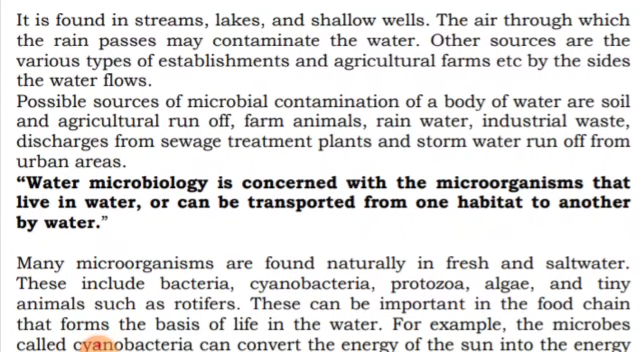 It is found in streams, lakes, and shallow wells. The air through which
the rain passes may contaminate the water. Other sources are the
various types of establishments and agricultural farms etc by the sides
the water flows.
Possible sources of microbial contamination of a body of water are soil
and agricultural run off, farm animals, rain water, industrial waste,
discharges from sewage treatment plants and storm water run off from
urban areas.
“Water microbiology is concerned with the microorganisms that
live in water, or can be transported from one habitat to another
by water.”
Many microorganisms are found naturally in fresh and saltwater.
These include bacteria, cyanobacteria, protozoa, algae, and tiny
animals such as rotifers. These can be important in the food chain
that forms the basis of life in the water. For example, the microbes
called cyanobacteria can convert the energy of the sun into the energy